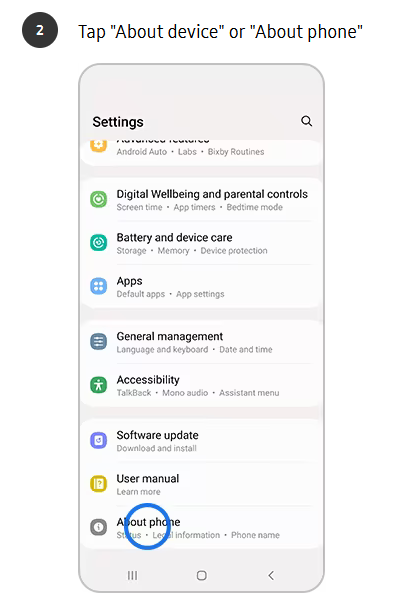 2
Tap "About device" or "About phone"
Settings
Advanced features
Android Auto • Labs • Bixby Routines
Digital Wellbeing and parental controls
Screen time • App timers • Bedtime mode
Battery and device care
Storage • Memory • Device protection
Apps
Default apps • App settings
General management
Language and keyboard • Date and time
Accessibility
TalkBack • Mono audio • Assistant menu
Software update
Download and install
User manual
Learn more
About phone
Status • Legal information • Phone name